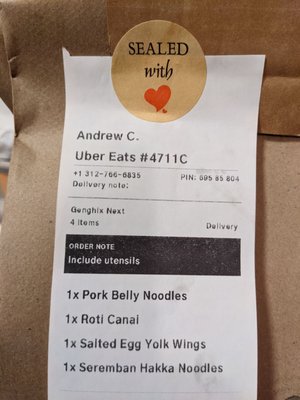 SEALED
with
Andrew C.
Uber Eats #4711C
+1 312-766-6835 PIN: 695 85 804
Delivery note:
Genghix Next
4 items Delivery
ORDER NOTE
Include utensils
1x Pork Belly Noodles
1x Roti Canai
1x Salted Egg Yolk Wings
1x Seremban Hakka Noodles